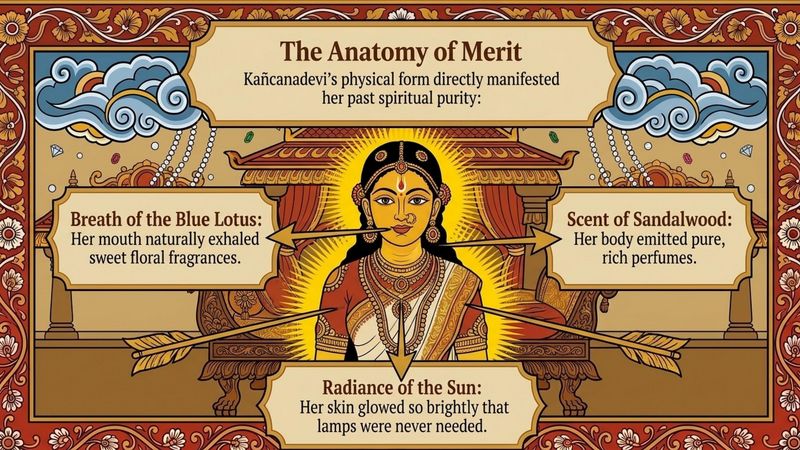 The Anatomy of Merit
Kañcanadevi's physical form directly manifested
her past spiritual purity:
Breath of the Blue Lotus:
Her mouth naturally exhaled
sweet floral fragrances.
Scent of Sandalwood:
Her body emitted pure,
rich perfumes.
Radiance of the Sun:
Her skin glowed so brightly that
lamps were never needed.